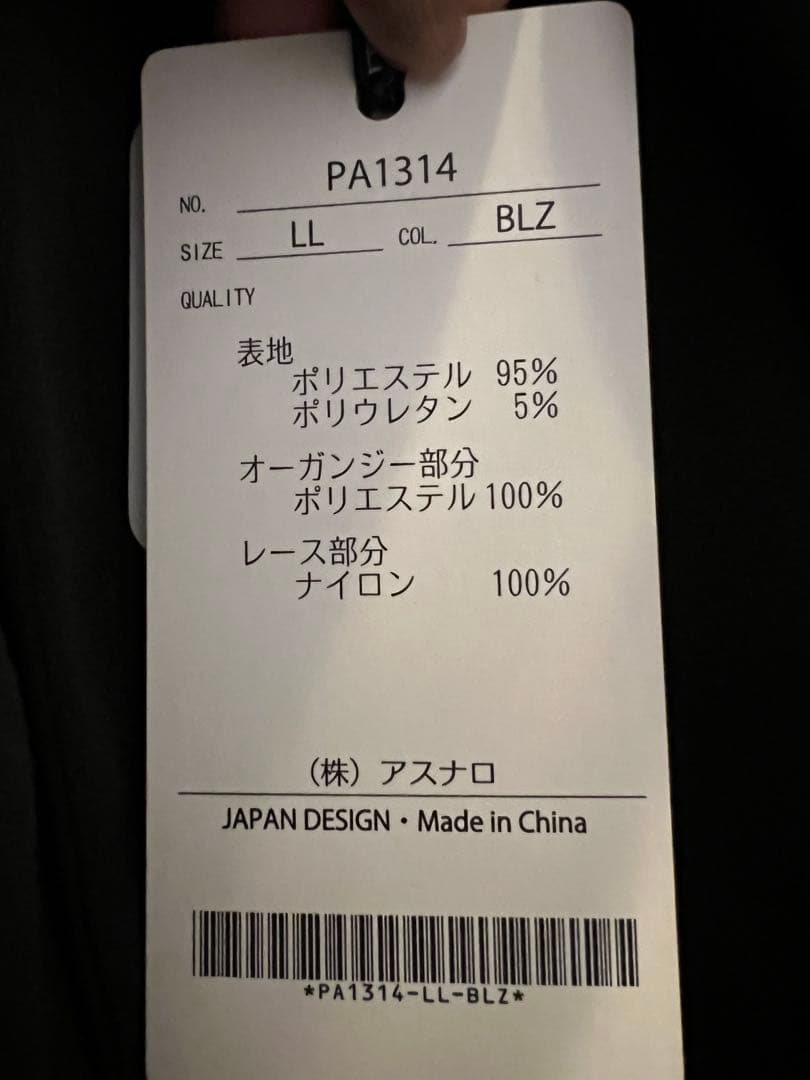 NO. PA1314
SIZE LL COL. BLZ
QUALITY
表地
ポリエステル 95%
ポリウレタン 5%
オーガンジー部分
ポリエステル 100%
レース部分
ナイロン 100%
（株）アスナロ
JAPAN DESIGN・Made in China
*PA1314-LL-BLZ*